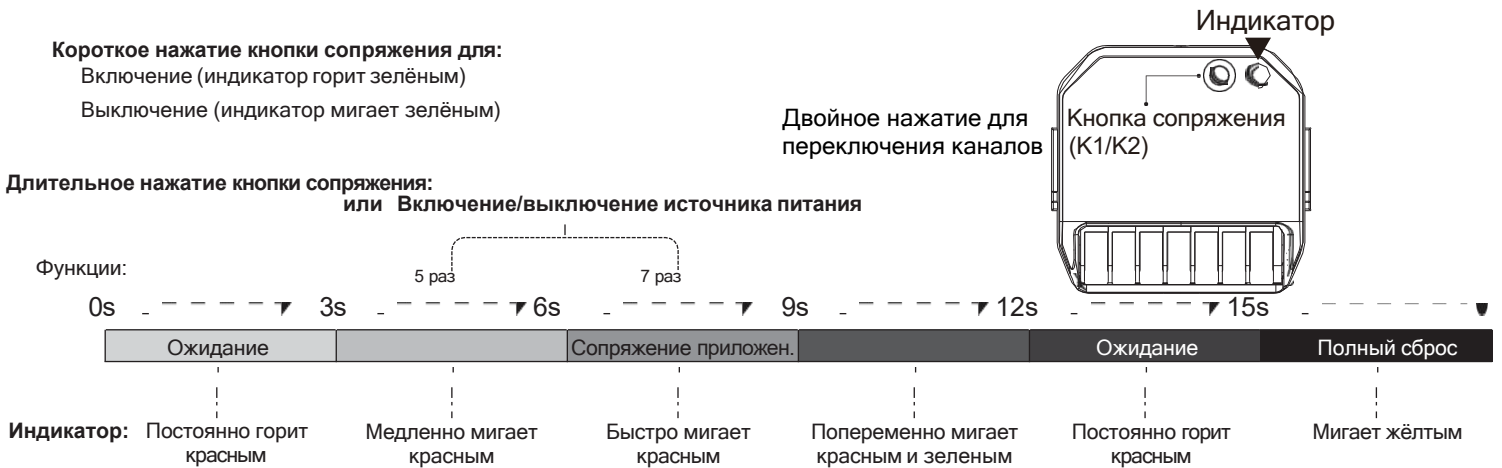 Индикатор
Короткое нажатие кнопки сопряжения для:
Включение (индикатор горит зелёным)
Выключение (индикатор мигает зелёным)
Двойное нажатие для
переключения каналов
Кнопка сопряжения
(K1/K2)
Длительное нажатие кнопки сопряжения:
или Включение/выключение источника питания
Функции:
5 раз 7 раз
0s 3s 6s 9s 12s 15s
Ожидание Сопряжение приложен. Ожидание Полный сброс
Индикатор: Постоянно горит Медленно мигает Быстро мигает Попеременно мигает Постоянно горит Мигает жёлтым
красным красным красным красным и зеленым красным